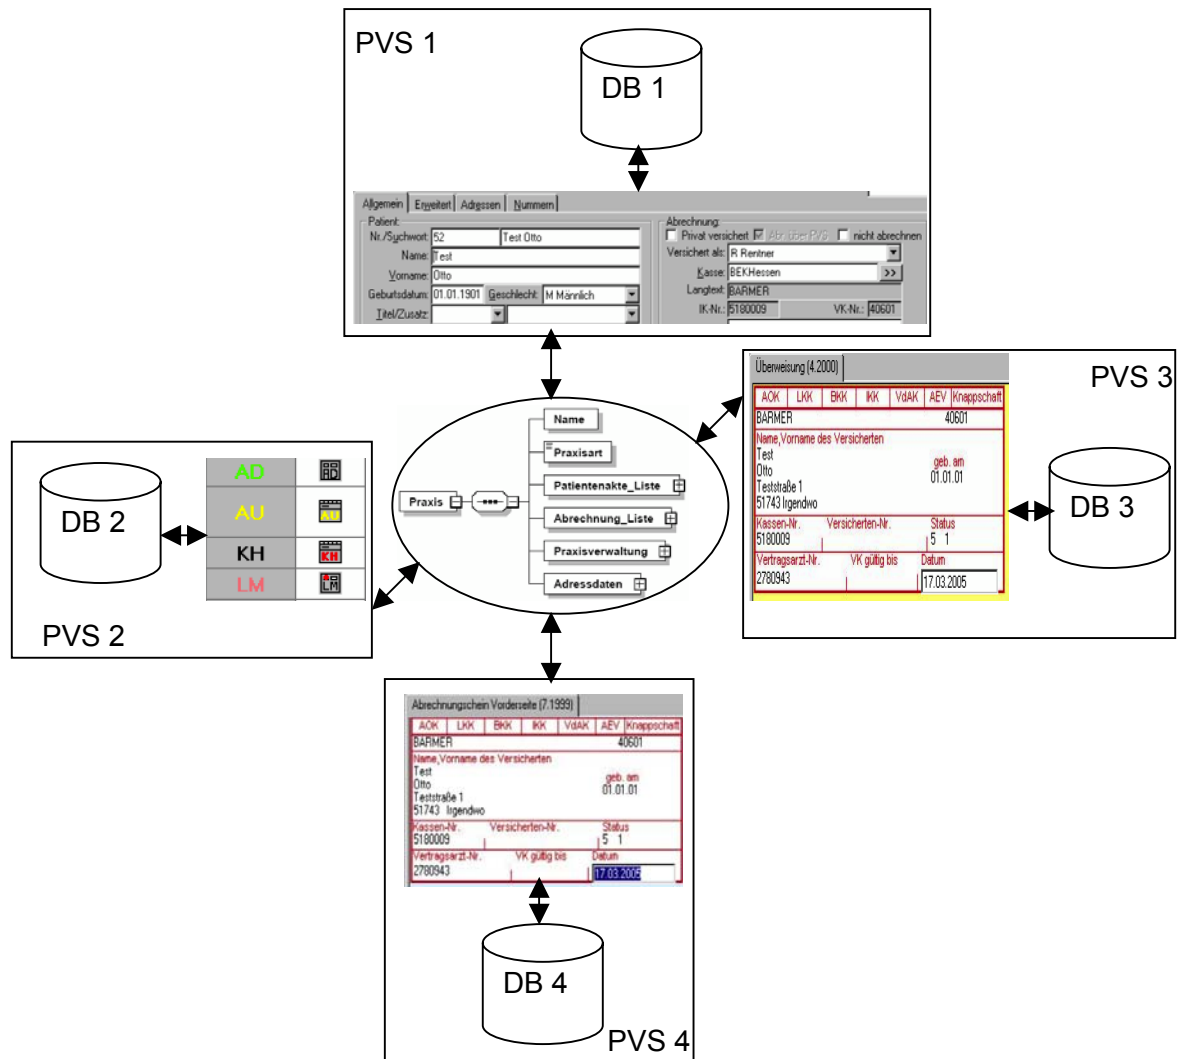 PVS 1
DB 1
Allgemein Erweitert Adressen Nummern
Patient:
Nr./Suchwort: 52 Test Otto
Name: Test
Vorname: Otto
Geburtsdatum: 01.01.1901 Geschlecht: M Männlich
Titel/Zusatz:
Abrechnung:
Privat versichert Abr. über PVS nicht abrechnen
Versichert als: R Rentner
Kasse: BEKHessen >>
Langtext: BARMER
IK-Nr.: 5180009 VK-Nr.: 40601
PVS 3
Überweisung (4.2000)
AOK LKK BKK IKK VdAK AEV Knappschaft
BARMER 40601
Name,Vorname des Versicherten
Test
Otto geb. am
Teststraße 1 01.01.01
51743 Irgendwo
Kassen-Nr. Versicherten-Nr. Status
5180009 5 1
Vertragsarzt-Nr. VK gültig bis Datum
2780943 17.03.2005
DB 3
DB 2
AD AD
AU AU
KH KH
LM LM
PVS 2
Praxis
Name
Praxisart
Patientenakte_Liste
Abrechnung_Liste
Praxisverwaltung
Adressdaten
Abrechnungschein Vorderseite (7.1999)
AOK LKK BKK IKK VdAK AEV Knappschaft
BARMER 40601
Name,Vorname des Versicherten
Test
Otto geb. am
Teststraße 1 01.01.01
51743 Irgendwo
Kassen-Nr. Versicherten-Nr. Status
5180009 5 1
Vertragsarzt-Nr. VK gültig bis Datum
2780943 17.03.2005
DB 4
PVS 4